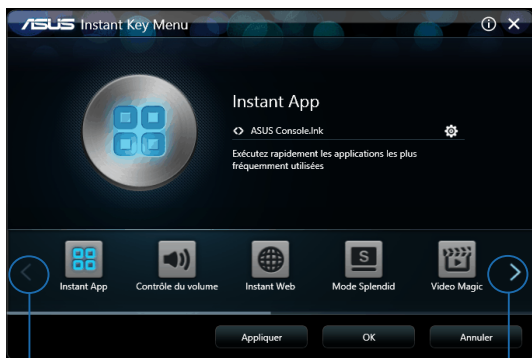 ASUS Instant Key Menu
Instant App
<> ASUS Console.lnk
Exécutez rapidement les applications les plus
fréquemment utilisées
Instant App
Contrôle du volume
Instant Web
S
Mode Splendid
Video Magic
Appliquer
OK
Annuler